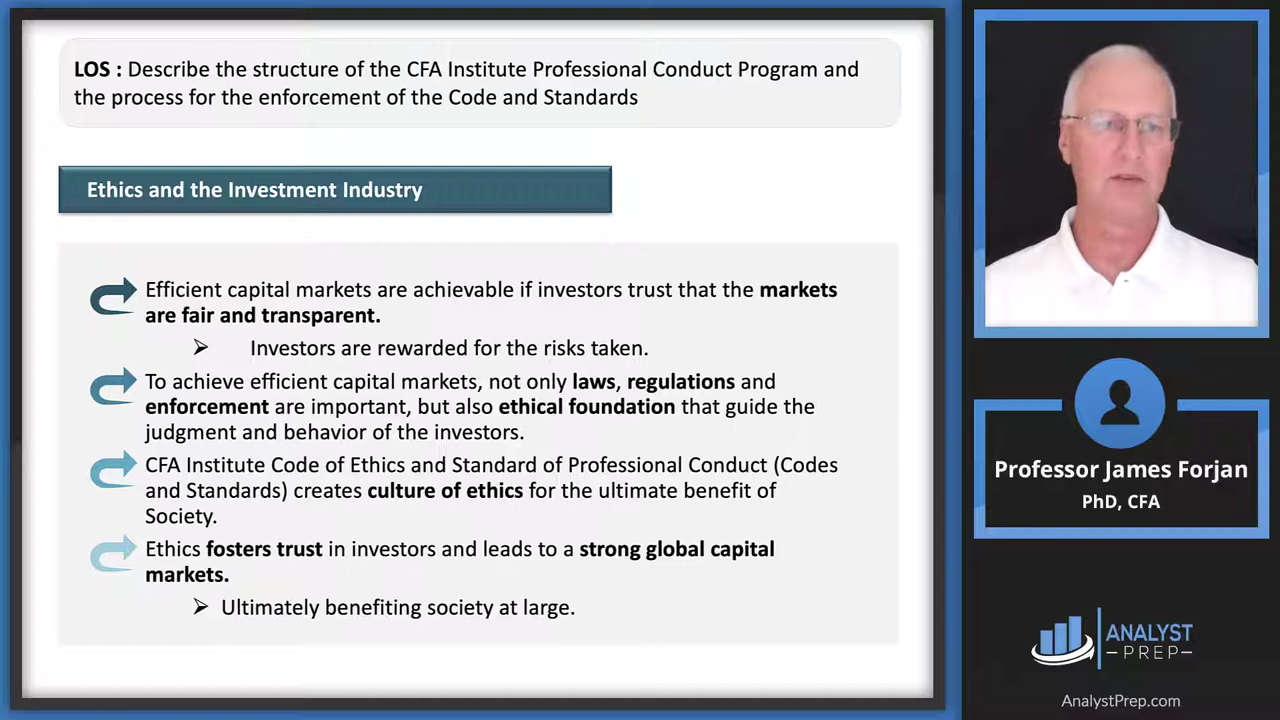 LOS : Describe the structure of the CFA Institute Professional Conduct Program and
the process for the enforcement of the Code and Standards
Ethics and the Investment Industry
Efficient capital markets are achievable if investors trust that the markets
are fair and transparent.
Investors are rewarded for the risks taken.
To achieve efficient capital markets, not only laws, regulations and
enforcement are important, but also ethical foundation that guide the
judgment and behavior of the investors.
CFA Institute Code of Ethics and Standard of Professional Conduct (Codes
and Standards) creates culture of ethics for the ultimate benefit of
Society.
Ethics fosters trust in investors and leads to a strong global capital
markets.
Ultimately benefiting society at large.
Professor James Forjan
PhD, CFA
ANALYST
PREP
AnalystPrep.com